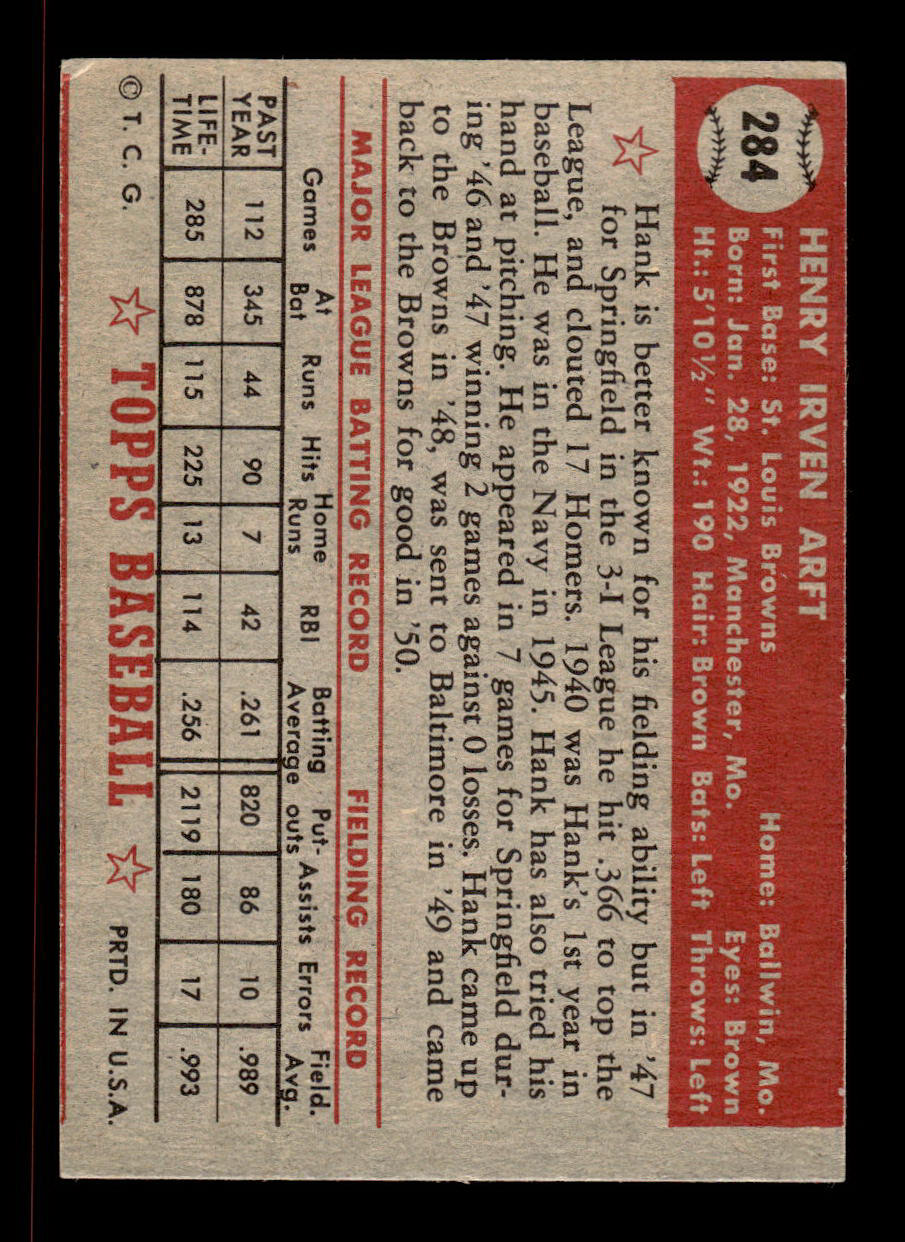 284
HENRY IRVEN ARFT
First Base: St. Louis Browns Home: Ballwin, Mo.
Born: Jan. 28, 1922, Manchester, Mo. Eyes: Brown
Ht.: 5'10½" Wt.: 190 Hair: Brown Bats: Left Throws: Left
Hank is better known for his fielding ability but in '47
for Springfield in the 3-I League he hit .366 to top the
League, and clouted 17 Homers. 1940 was Hank's 1st year in
baseball. He was in the Navy in 1945. Hank has also tried his
hand at pitching. He appeared in 7 games for Springfield dur-
ing '46 and '47 winning 2 games against 0 losses. Hank came up
to the Browns in '48, was sent to Baltimore in '49 and came
back to the Browns for good in '50.
MAJOR LEAGUE BATTING RECORD FIELDING RECORD
Games At Bat Runs Hits Home Runs RBI Batting Average Put-outs Assists Errors Field. Avg.
PAST YEAR 112 345 44 90 7 42 .261 820 86 10 .989
LIFE-TIME 285 878 115 225 13 114 .256 2119 180 17 .993
© T. C. G. TOPPS BASEBALL PRTD. IN U.S.A.